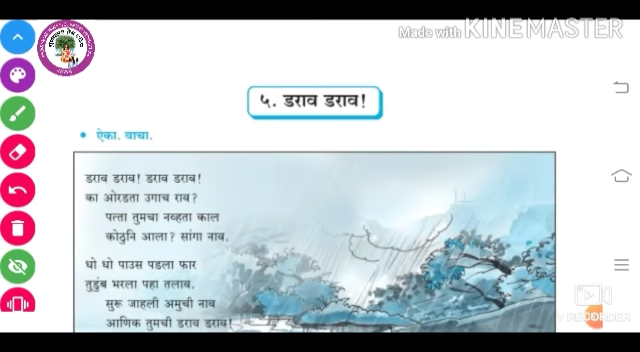 Made with KINEMASTER
५. डराव डराव!
• ऐका. वाचा.
डराव डराव! डराव डराव!
का ओरडता उगाच राव?
पत्ता तुमचा नव्हता काल
कोठुनि आला? सांगा नाव.
धो धो पाउस पडला फार
तुडुंब भरला पहा तलाव.
सुरू जाहली अमुची नाव
आणिक तुमची डराव डराव!
V RECORDER